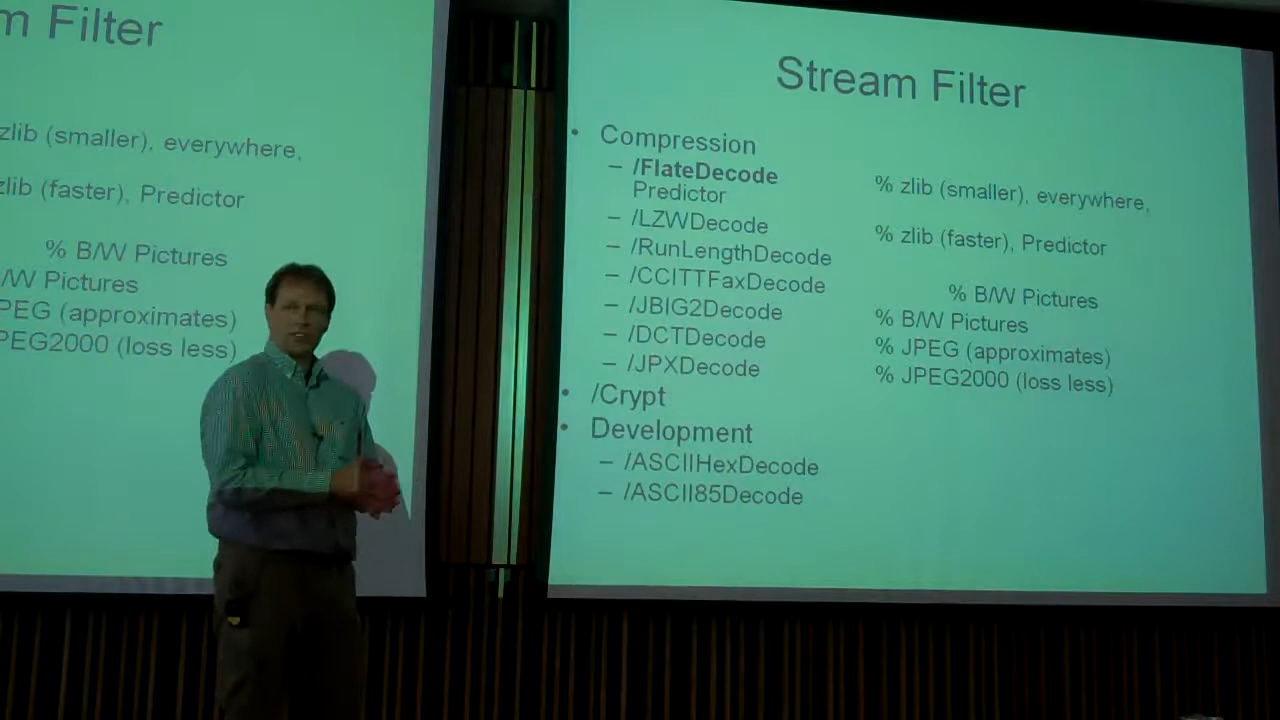 m Filter
zlib (smaller), everywhere,
zlib (faster), Predictor
% B/W Pictures
/W Pictures
PEG (approximates)
PEG2000 (loss less)
Stream Filter
• Compression
– /FlateDecode % zlib (smaller), everywhere,
Predictor
– /LZWDecode % zlib (faster), Predictor
– /RunLengthDecode
– /CCITTFaxDecode % B/W Pictures
– /JBIG2Decode % B/W Pictures
– /DCTDecode % JPEG (approximates)
– /JPXDecode % JPEG2000 (loss less)
• /Crypt
• Development
– /ASCIIHexDecode
– /ASCII85Decode